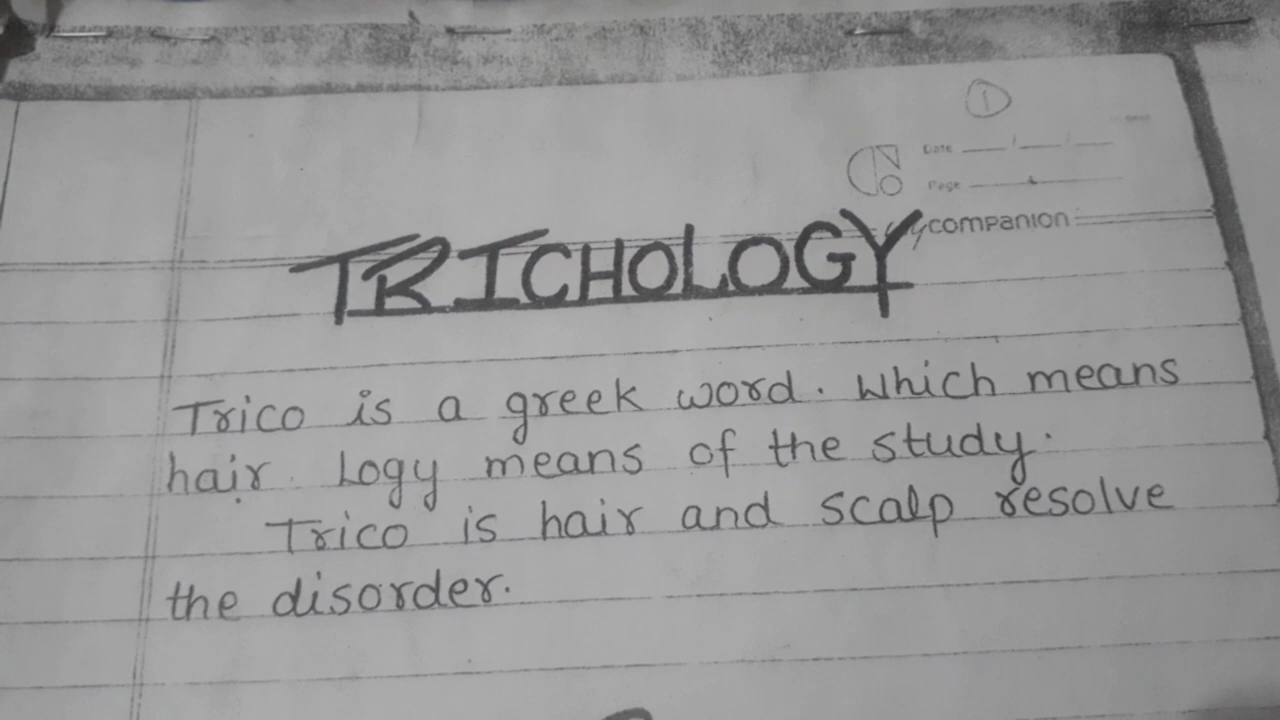 1
Date
Page
companion
TRICHOLOGY
Trico is a greek word. Which means
hair. Logy means of the study.
Trico is hair and scalp resolve
the disorder.